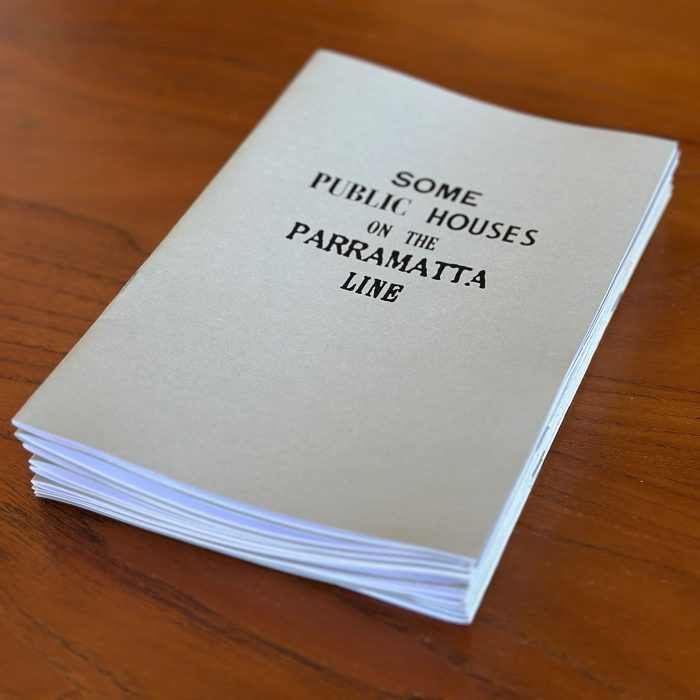 SOME
PUBLIC HOUSES
ON THE
PARRAMATTA
LINE